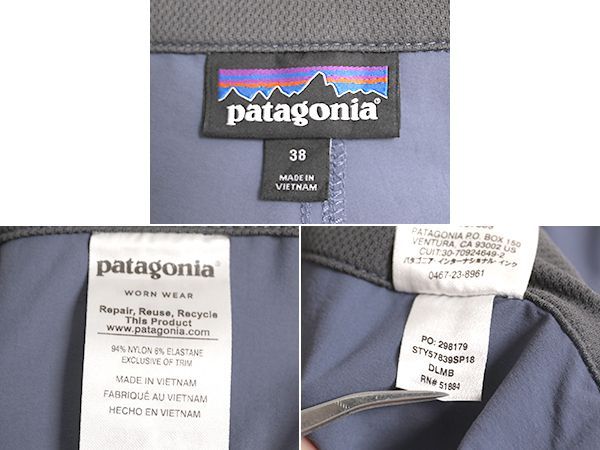 patagonia®
38
MADE IN
VIETNAM
patagonia®
WORN WEAR
Repair, Reuse, Recycle
This Product
www.patagonia.com
94% NYLON 6% ELASTANE
EXCLUSIVE OF TRIM
MADE IN VIETNAM
FABRIQUÉ AU VIETNAM
HECHO EN VIETNAM
PATAGONIA P.O. BOX 150
VENTURA, CA 93002 US
CUIT:30-70924649-2
パタゴニア・インターナショナル・インク
0467-23-8961
PO: 298179
STY57839SP18
DLMB
RN# 51884